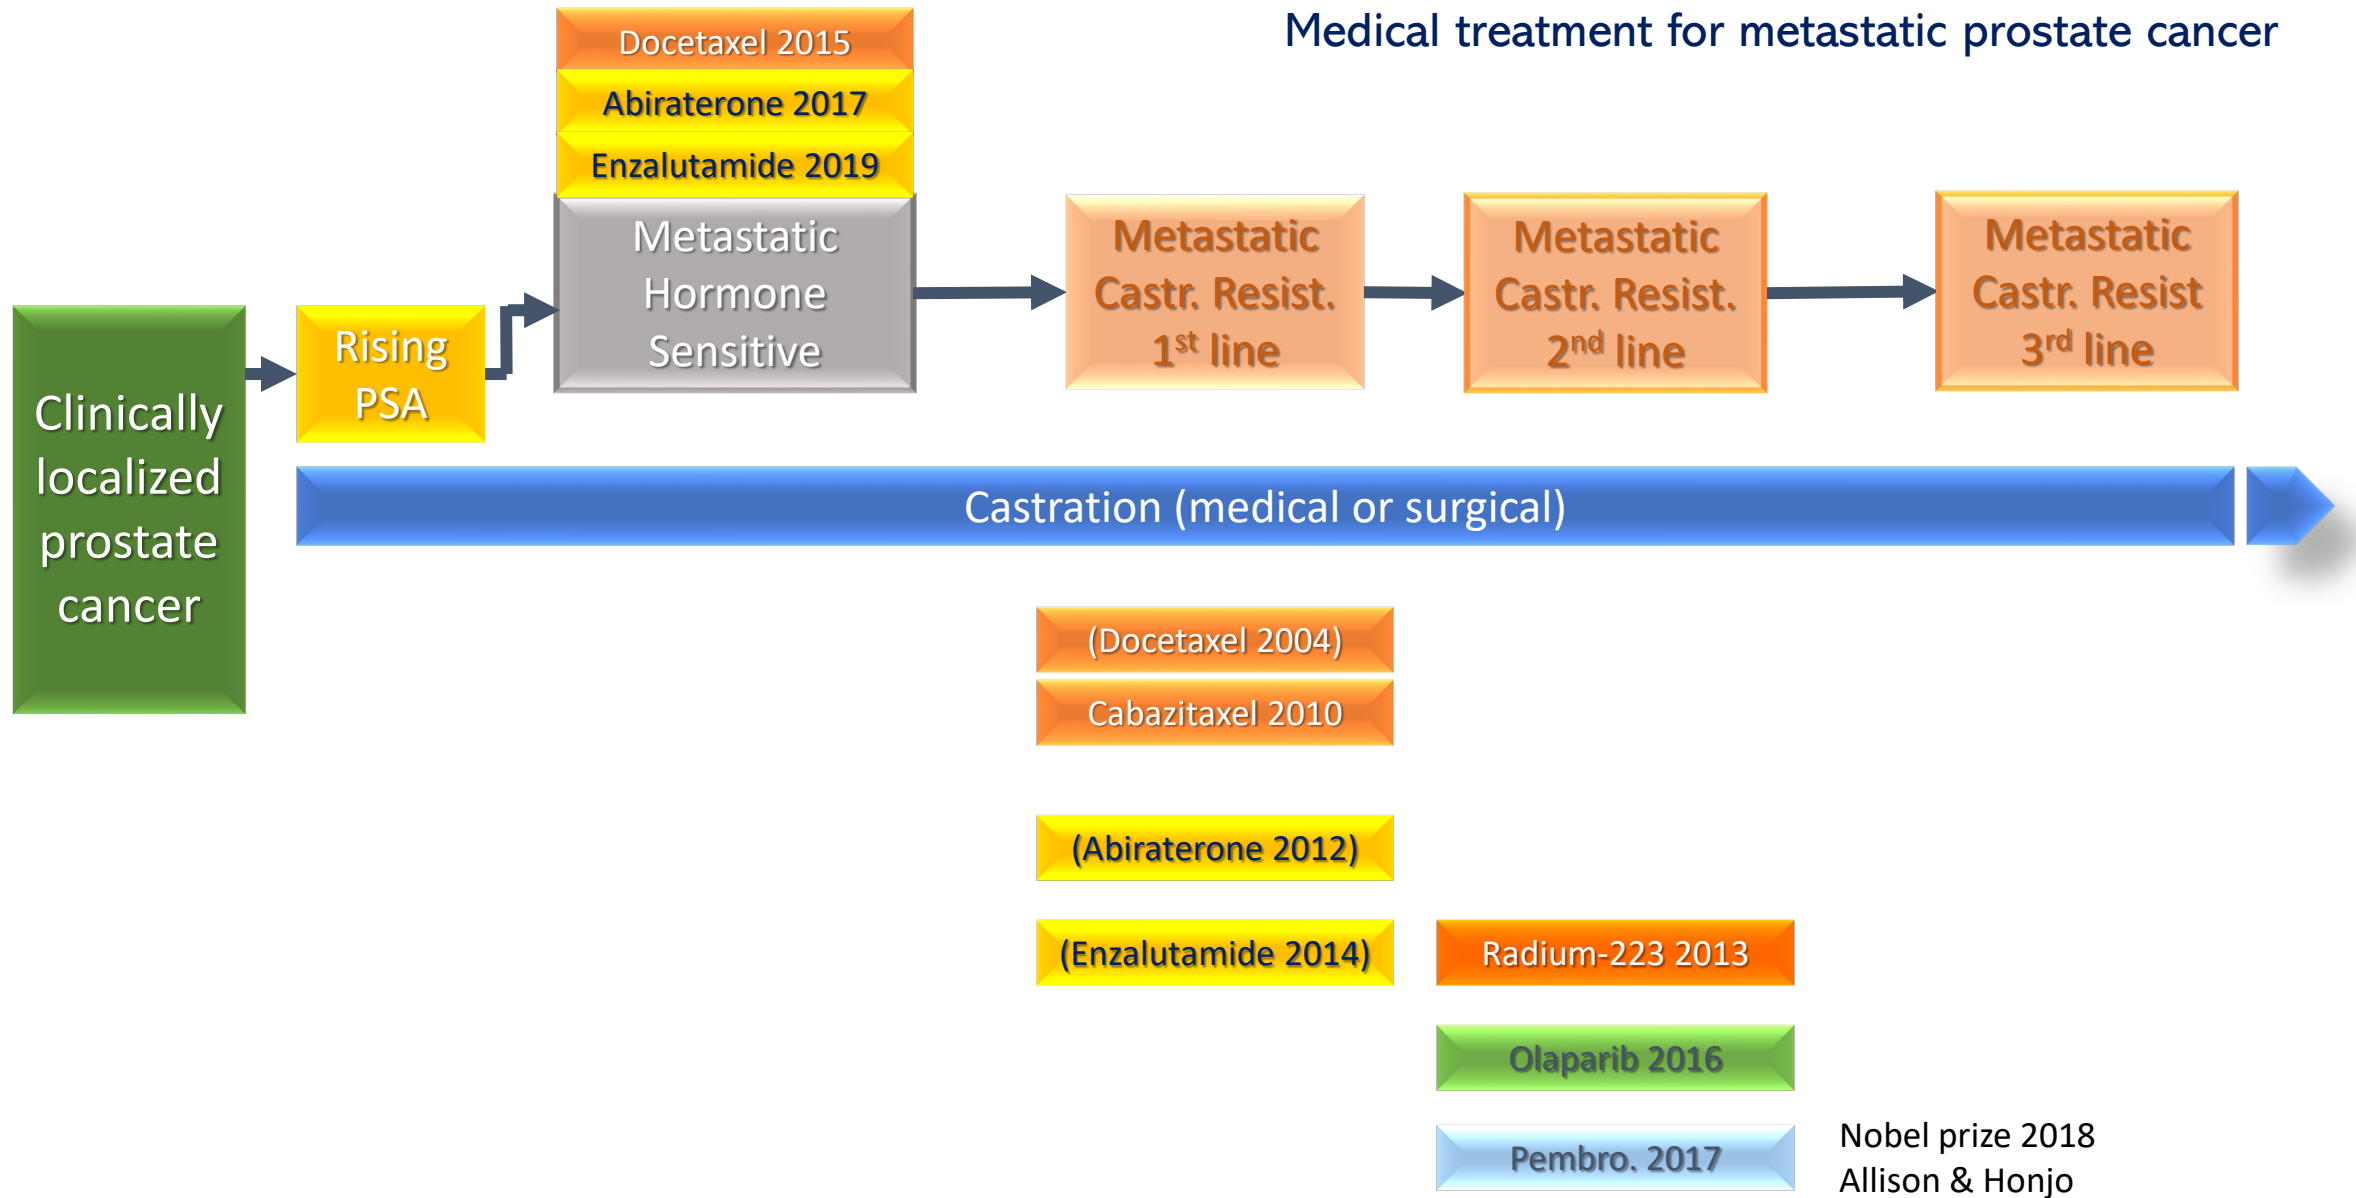 Medical treatment for metastatic prostate cancer
Docetaxel 2015
Abiraterone 2017
Enzalutamide 2019
Clinically
localized
prostate
cancer
Rising
PSA
Metastatic
Hormone
Sensitive
Metastatic
Castr. Resist.
1st line
Metastatic
Castr. Resist.
2nd line
Metastatic
Castr. Resist
3rd line
Castration (medical or surgical)
(Docetaxel 2004)
Cabazitaxel 2010
(Abiraterone 2012)
(Enzalutamide 2014)
Radium-223 2013
Olaparib 2016
Pembro. 2017
Nobel prize 2018
Allison & Honjo